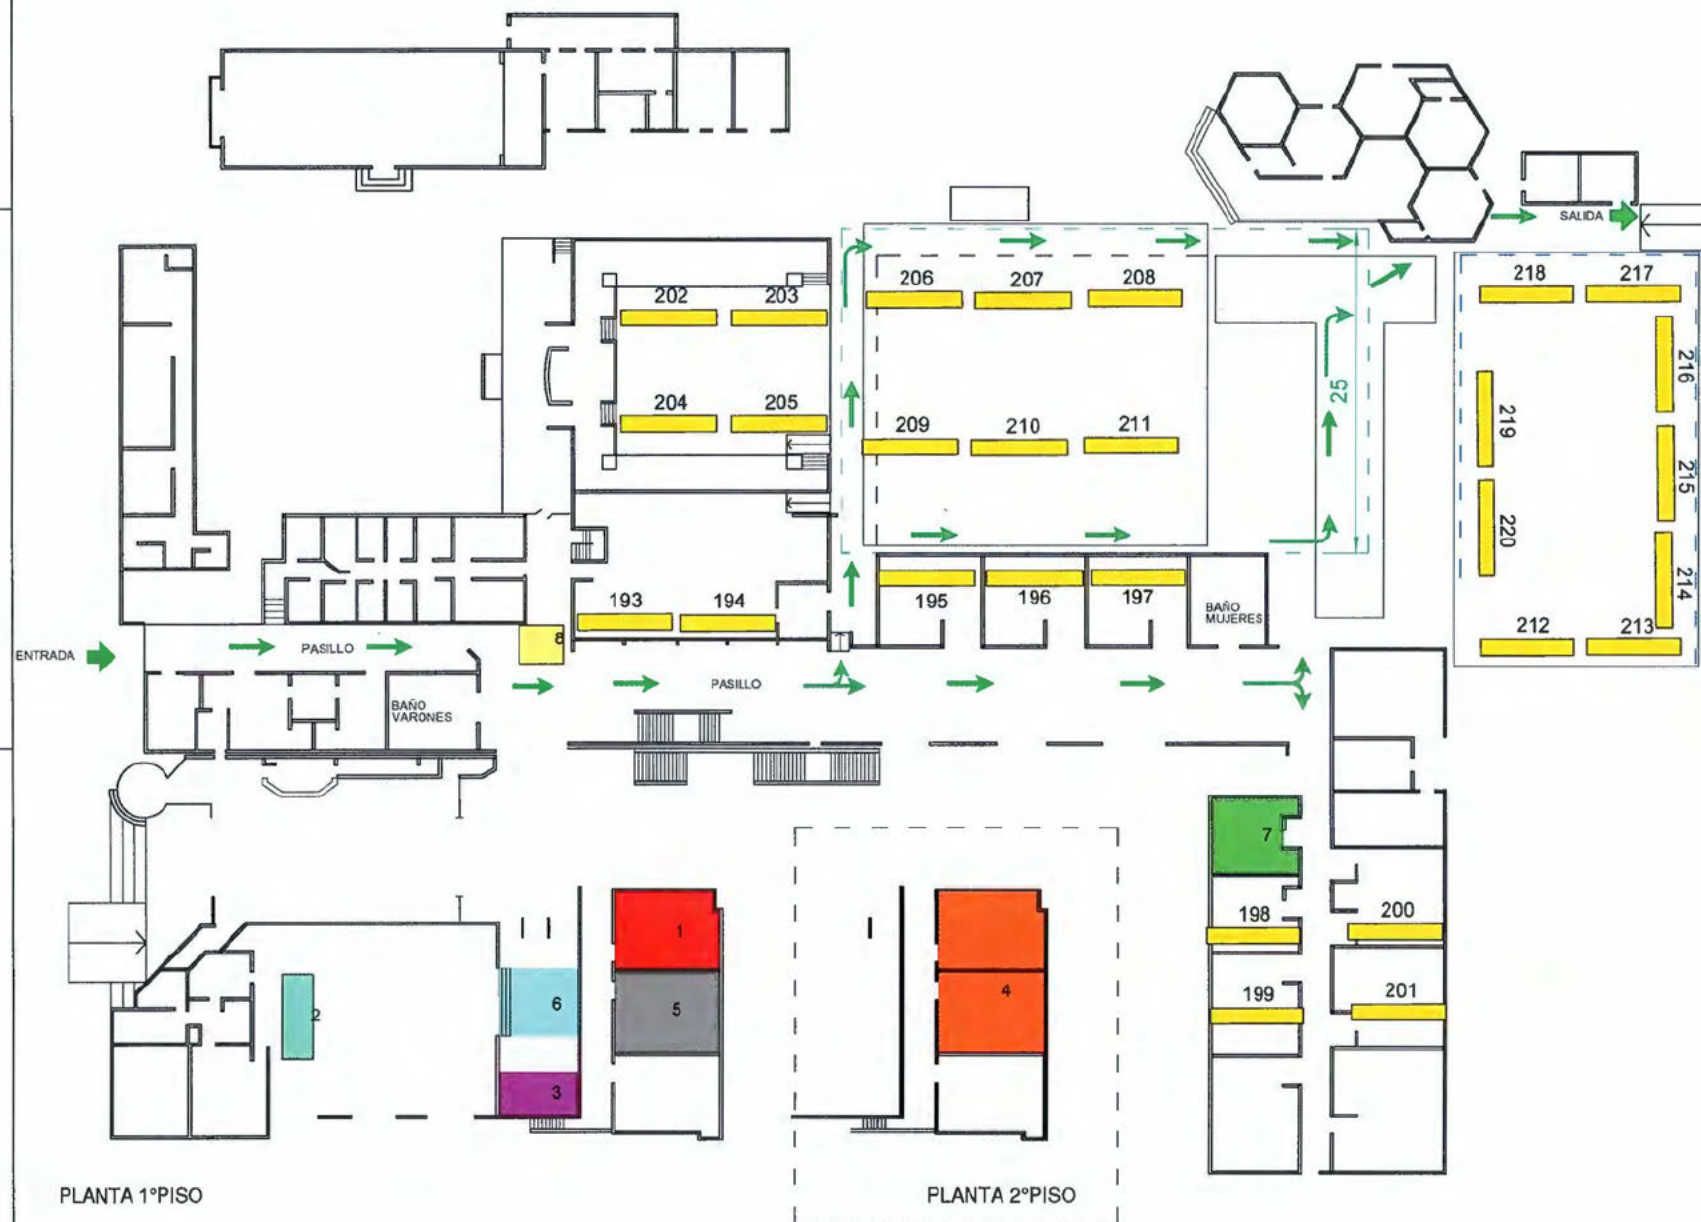 SALIDA
218 217
206 207 208
202 203
216
25
219
204 205
209 210 211
215
220
214
195 196 197
193 194
BAÑO
MUJERES
212 213
8
ENTRADA
PASILLO
PASILLO
BAÑO
VARONES
7
198 200
1
4
199 201
6
5
2
3
PLANTA 1°PISO
PLANTA 2°PISO